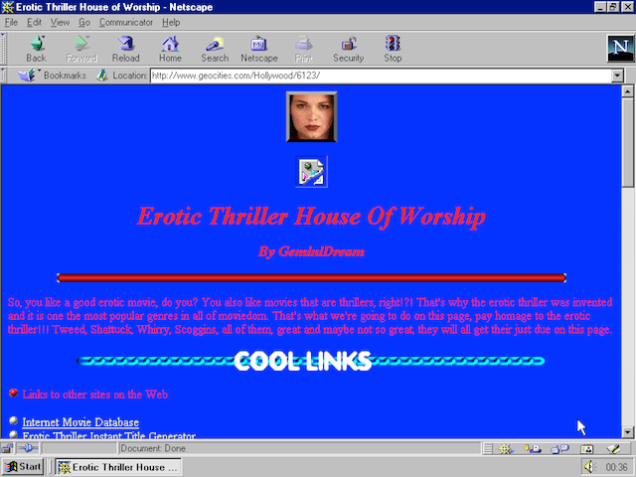 Erotic Thriller House of Worship - Netscape
File Edit View Go Communicator Help
Back Forward Reload Home Search Netscape Print Security Stop
N
Bookmarks Location: http://www.geocities.com/Hollywood/6123/
Erotic Thriller House Of Worship
By GeminiDream
So, you like a good erotic movie, do you? You also like movies that are thrillers, right!?! That's why the erotic thriller was invented
and it is one the most popular genres in all of moviedom. That's what we're going to do on this page, pay homage to the erotic
thriller!!! Tweed, Shattuck, Whirry, Scoggins, all of them, great and maybe not so great, they will all get their just due on this page.
COOL LINKS
Links to other sites on the Web
Internet Movie Database
Erotic Thriller Instant Title Generator
Document: Done
Start Erotic Thriller House ... 00:36